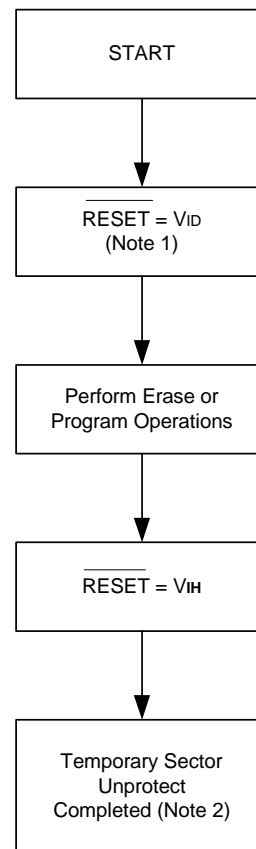 START
RESET = VID
(Note 1)
Perform Erase or
Program Operations
RESET = VIH
Temporary Sector
Unprotect
Completed (Note 2)